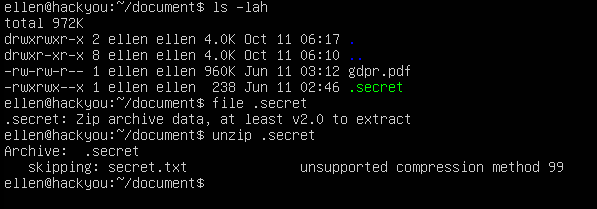 ellen@hackyou:~/document$ ls -lah
total 972K
drwxrwxr-x 2 ellen ellen 4.0K Oct 11 06:17 .
drwxr-xr-x 8 ellen ellen 4.0K Oct 11 06:10 ..
-rw-rw-r-- 1 ellen ellen 960K Jun 11 03:12 gdpr.pdf
-rwxrwx--x 1 ellen ellen  238 Jun 11 02:46 .secret
ellen@hackyou:~/document$ file .secret
.secret: Zip archive data, at least v2.0 to extract
ellen@hackyou:~/document$ unzip .secret
Archive:  .secret
   skipping: secret.txt              unsupported compression method 99
ellen@hackyou:~/document$